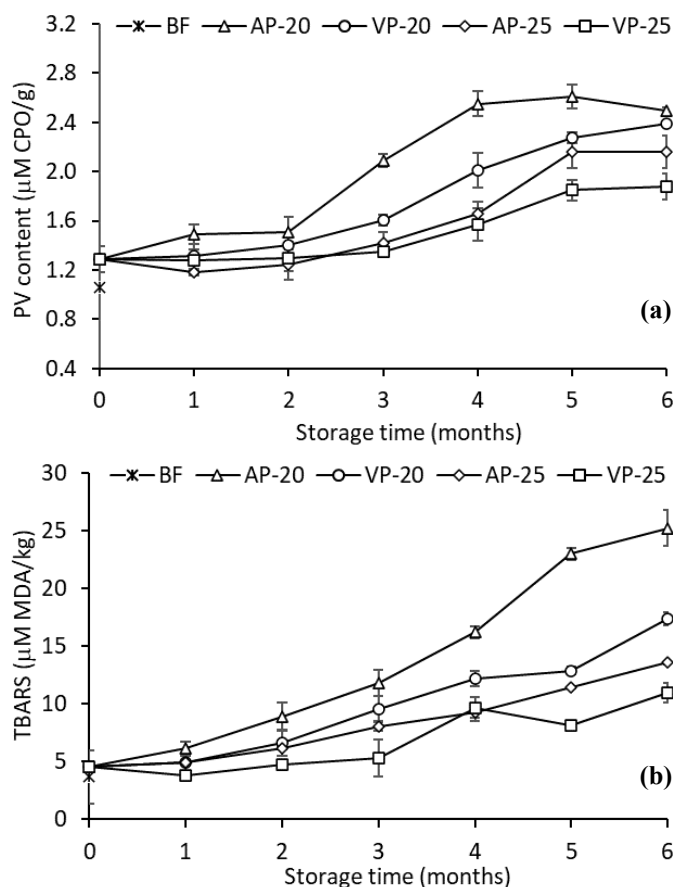 3.2
BF AP-20 VP-20 AP-25 VP-25
2.8
2.4
2.0
1.6
1.2
0.8
0.4
PV content (µM CPO/g)
(a)
0 1 2 3 4 5 6
Storage time (months)
30
BF AP-20 VP-20 AP-25 VP-25
25
20
15
10
5
0
TBARS (µM MDA/kg)
(b)
0 1 2 3 4 5 6
Storage time (months)